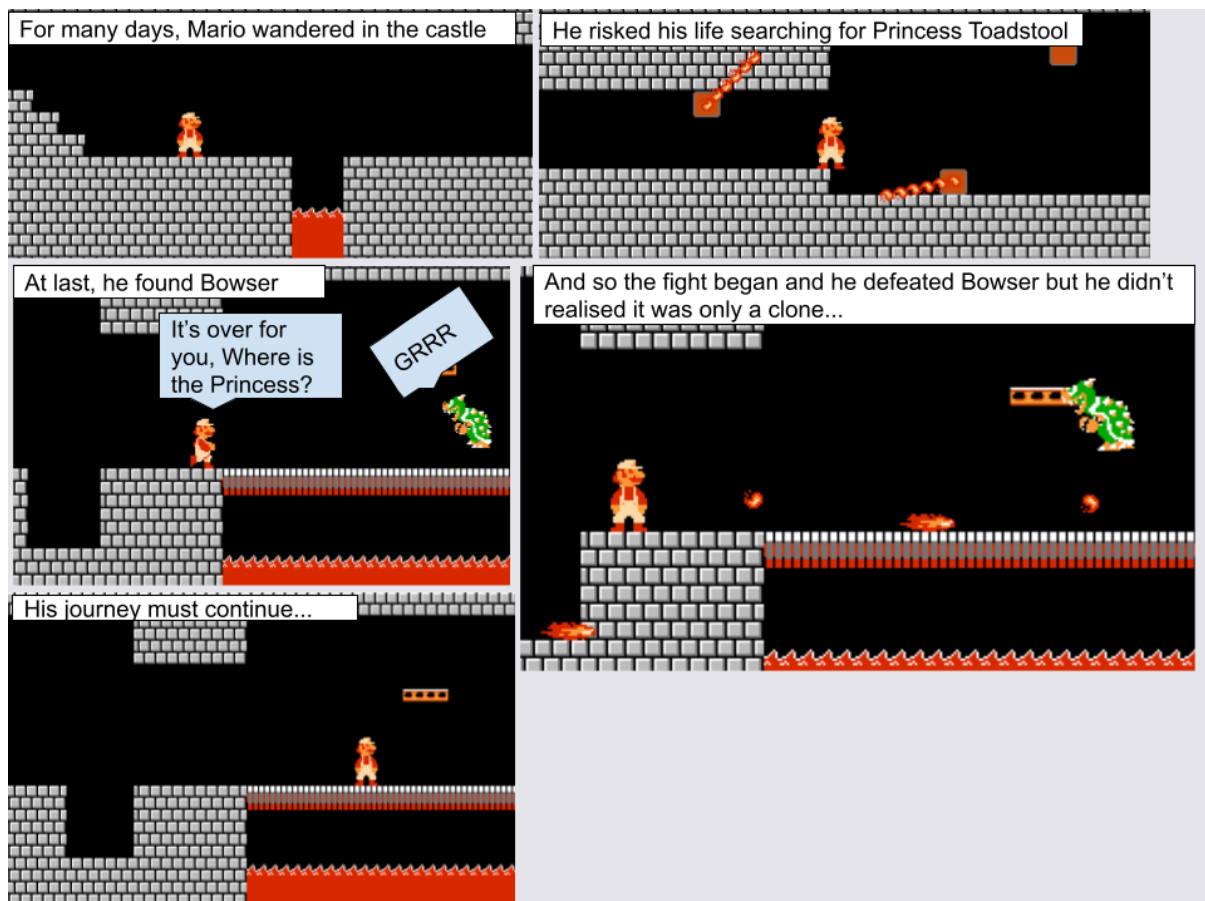 For many days, Mario wandered in the castle
He risked his life searching for Princess Toadstool
At last, he found Bowser
It's over for
you, Where is
the Princess?
GRRR
And so the fight began and he defeated Bowser but he didn't
realised it was only a clone...
His journey must continue...